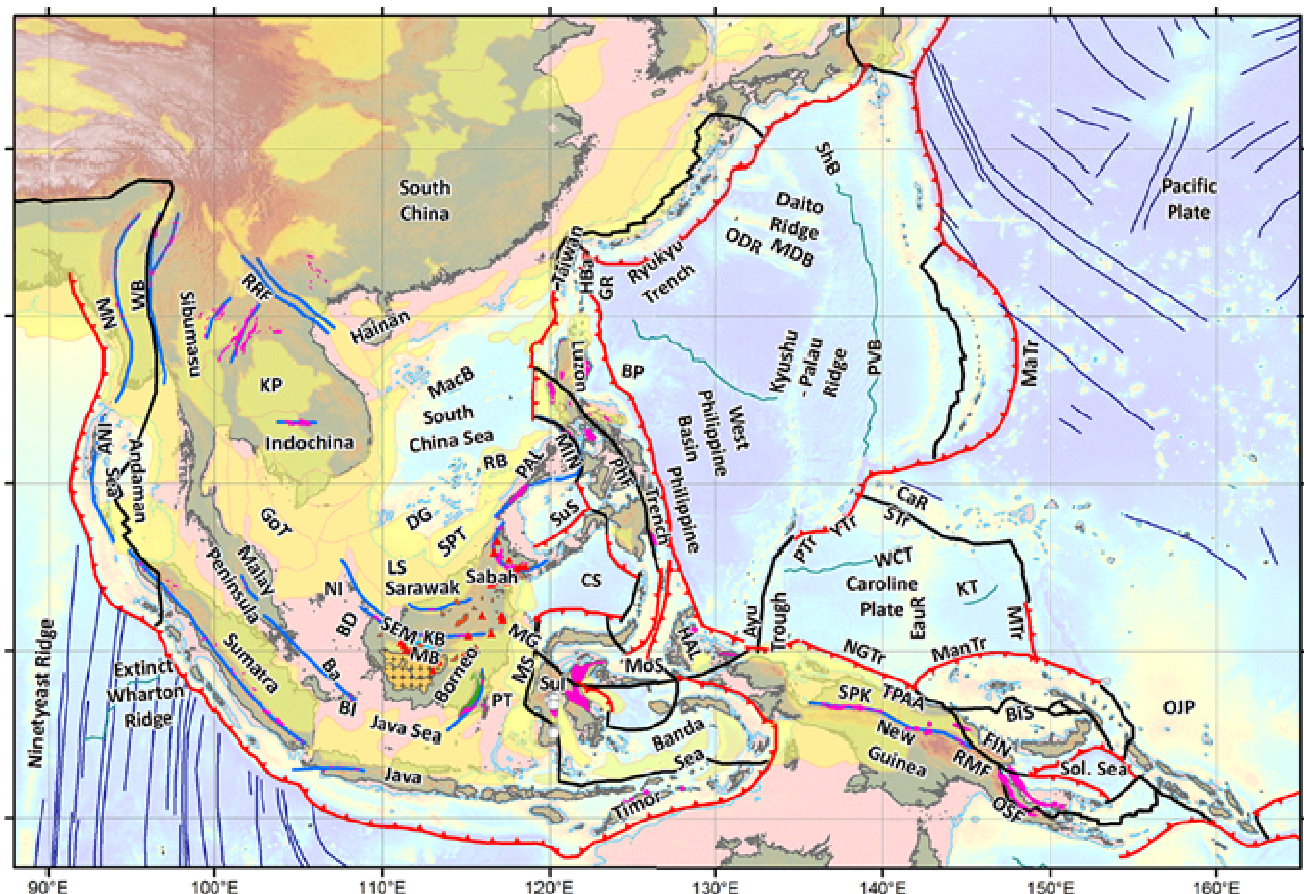 South
China
Pacific
Plate
ShB
Daito
Ridge
ODR MDB
Taiwan
HBa
GR
Ryukyu
Trench
MN
WB
Sibumasu
RRF
Hainan
Luzon
BP
Kyushu
- Palau
Ridge
PVB
MaTr
KP
MacB
South
China Sea
West
Philippine
Basin
Indochina
ANI
Andaman
Sea
RB
PAL
MIN
PHF
Philippine
Trench
GoT
DG
SPT
SuS
CaR
STr
YTr
PTr
WCT
Caroline
Plate
EauR
KT
MTr
Malay
Peninsula
LS
Sarawak
Sabah
CS
NI
BD
SEM
KB
MB
Borneo
MG
MS
HAL
Ayu
Trough
NGTr
ManTr
Ninetyeast Ridge
Extinct
Wharton
Ridge
Sumatra
Ba
BI
Java Sea
Java
PT
Sul
MoS
Banda
Sea
Timor
SPK
TPAA
New
Guinea
BiS
FIN
RMF
OSF
Sol. Sea
OJP
90°E
100°E
110°E
120°E
130°E
140°E
150°E
160°E